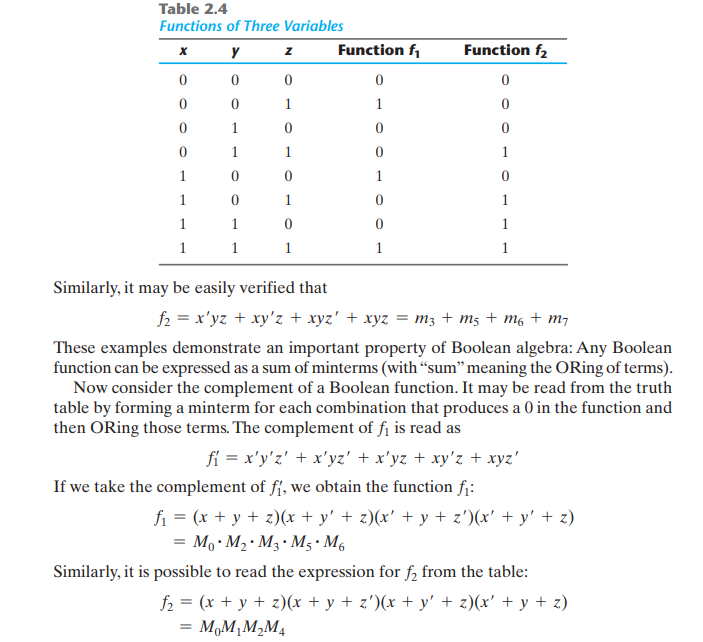 Table 2.4
Functions of Three Variables
x y z Function f₁ Function f₂
0 0 0 0 0
0 0 1 1 0
0 1 0 0 0
0 1 1 0 1
1 0 0 1 0
1 0 1 0 1
1 1 0 0 1
1 1 1 1 1
Similarly, it may be easily verified that
f₂ = x'yz + xy'z + xyz' + xyz = m₃ + m₅ + m₆ + m₇
These examples demonstrate an important property of Boolean algebra: Any Boolean
function can be expressed as a sum of minterms (with “sum” meaning the ORing of terms).
Now consider the complement of a Boolean function. It may be read from the truth
table by forming a minterm for each combination that produces a 0 in the function and
then ORing those terms. The complement of f₁ is read as
f₁' = x'y'z' + x'yz' + x'yz + xy'z + xyz'
If we take the complement of f₁', we obtain the function f₁:
f₁ = (x + y + z)(x + y' + z)(x' + y + z')(x' + y' + z)
= M₀ · M₂ · M₃ · M₅ · M₆
Similarly, it is possible to read the expression for f₂ from the table:
f₂ = (x + y + z)(x + y + z')(x + y' + z)(x' + y + z)
= M₀M₁M₂M₄